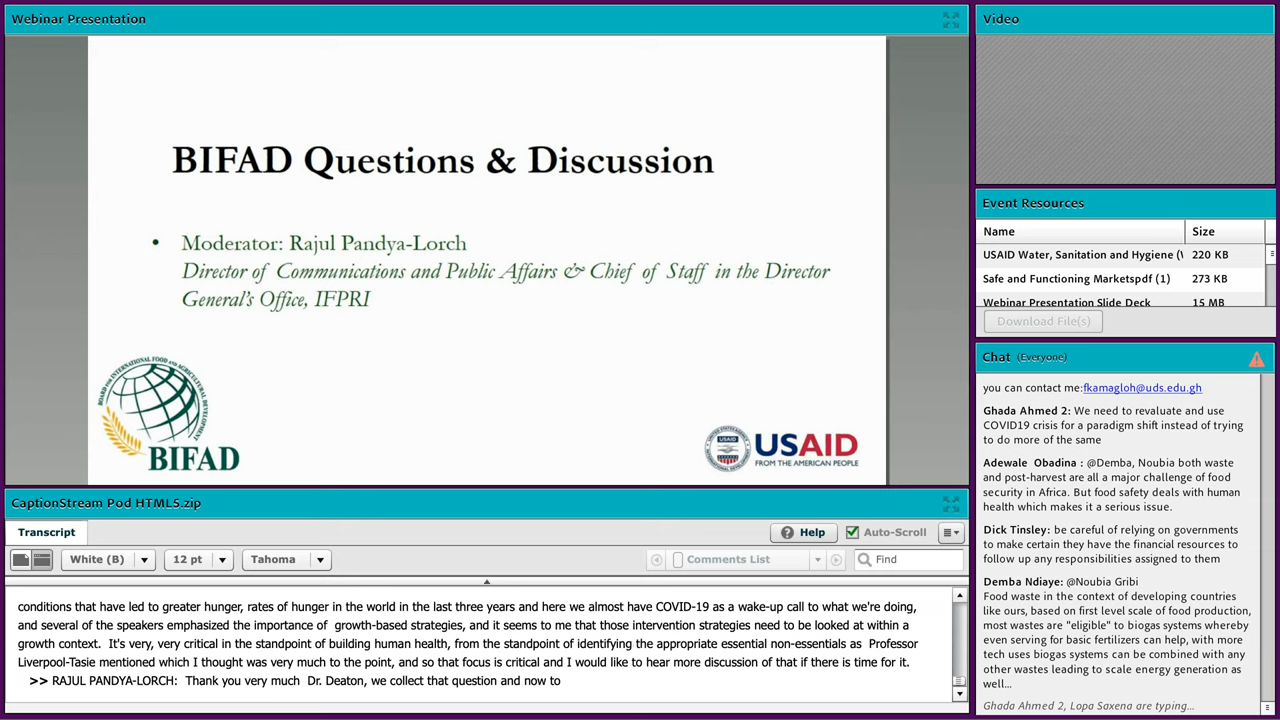 Webinar Presentation
BIFAD Questions & Discussion
• Moderator: Rajul Pandya-Lorch
Director of Communications and Public Affairs & Chief of Staff in the Director
General's Office, IFPRI
BOARD FOR INTERNATIONAL FOOD AND AGRICULTURAL DEVELOPMENT
BIFAD
USAID
USAID
FROM THE AMERICAN PEOPLE
CaptionStream Pod HTML5.zip
Transcript
Help
Auto-Scroll
White (B)
12 pt
Tahoma
Comments List
Find
conditions that have led to greater hunger, rates of hunger in the world in the last three years and here we almost have COVID-19 as a wake-up call to what we're doing,
and several of the speakers emphasized the importance of growth-based strategies, and it seems to me that those intervention strategies need to be looked at within a
growth context. It's very, very critical in the standpoint of building human health, from the standpoint of identifying the appropriate essential non-essentials as Professor
Liverpool-Tasie mentioned which I thought was very much to the point, and so that focus is critical and I would like to hear more discussion of that if there is time for it.
>> RAJUL PANDYA-LORCH: Thank you very much Dr. Deaton, we collect that question and now to
Video
Event Resources
Name Size
USAID Water, Sanitation and Hygiene (W 220 KB
Safe and Functioning Marketspdf (1) 273 KB
Webinar Presentation Slide Deck 15 MB
Download File(s)
Chat (Everyone)
you can contact me:fkamagloh@uds.edu.gh
Ghada Ahmed 2: We need to revaluate and use
COVID19 crisis for a paradigm shift instead of trying
to do more of the same
Adewale Obadina : @Demba, Noubia both waste
and post-harvest are all a major challenge of food
security in Africa. But food safety deals with human
health which makes it a serious issue.
Dick Tinsley: be careful of relying on governments
to make certain they have the financial resources to
follow up any responsibilities assigned to them
Demba Ndiaye: @Noubia Gribi
Food waste in the context of developing countries
like ours, based on first level scale of food production,
most wastes are "eligible" to biogas systems whereby
even serving for basic fertilizers can help, with more
tech uses biogas systems can be combined with any
other wastes leading to scale energy generation as
well...
Ghada Ahmed 2, Lopa Saxena are typing...